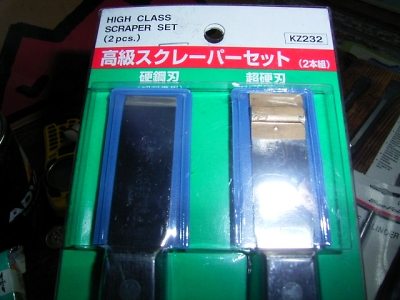 HIGH CLASS
SCRAPER SET
(2pcs.)
KZ232
高級スクレーパーセット(2本組)
硬鋼刃
超硬刃